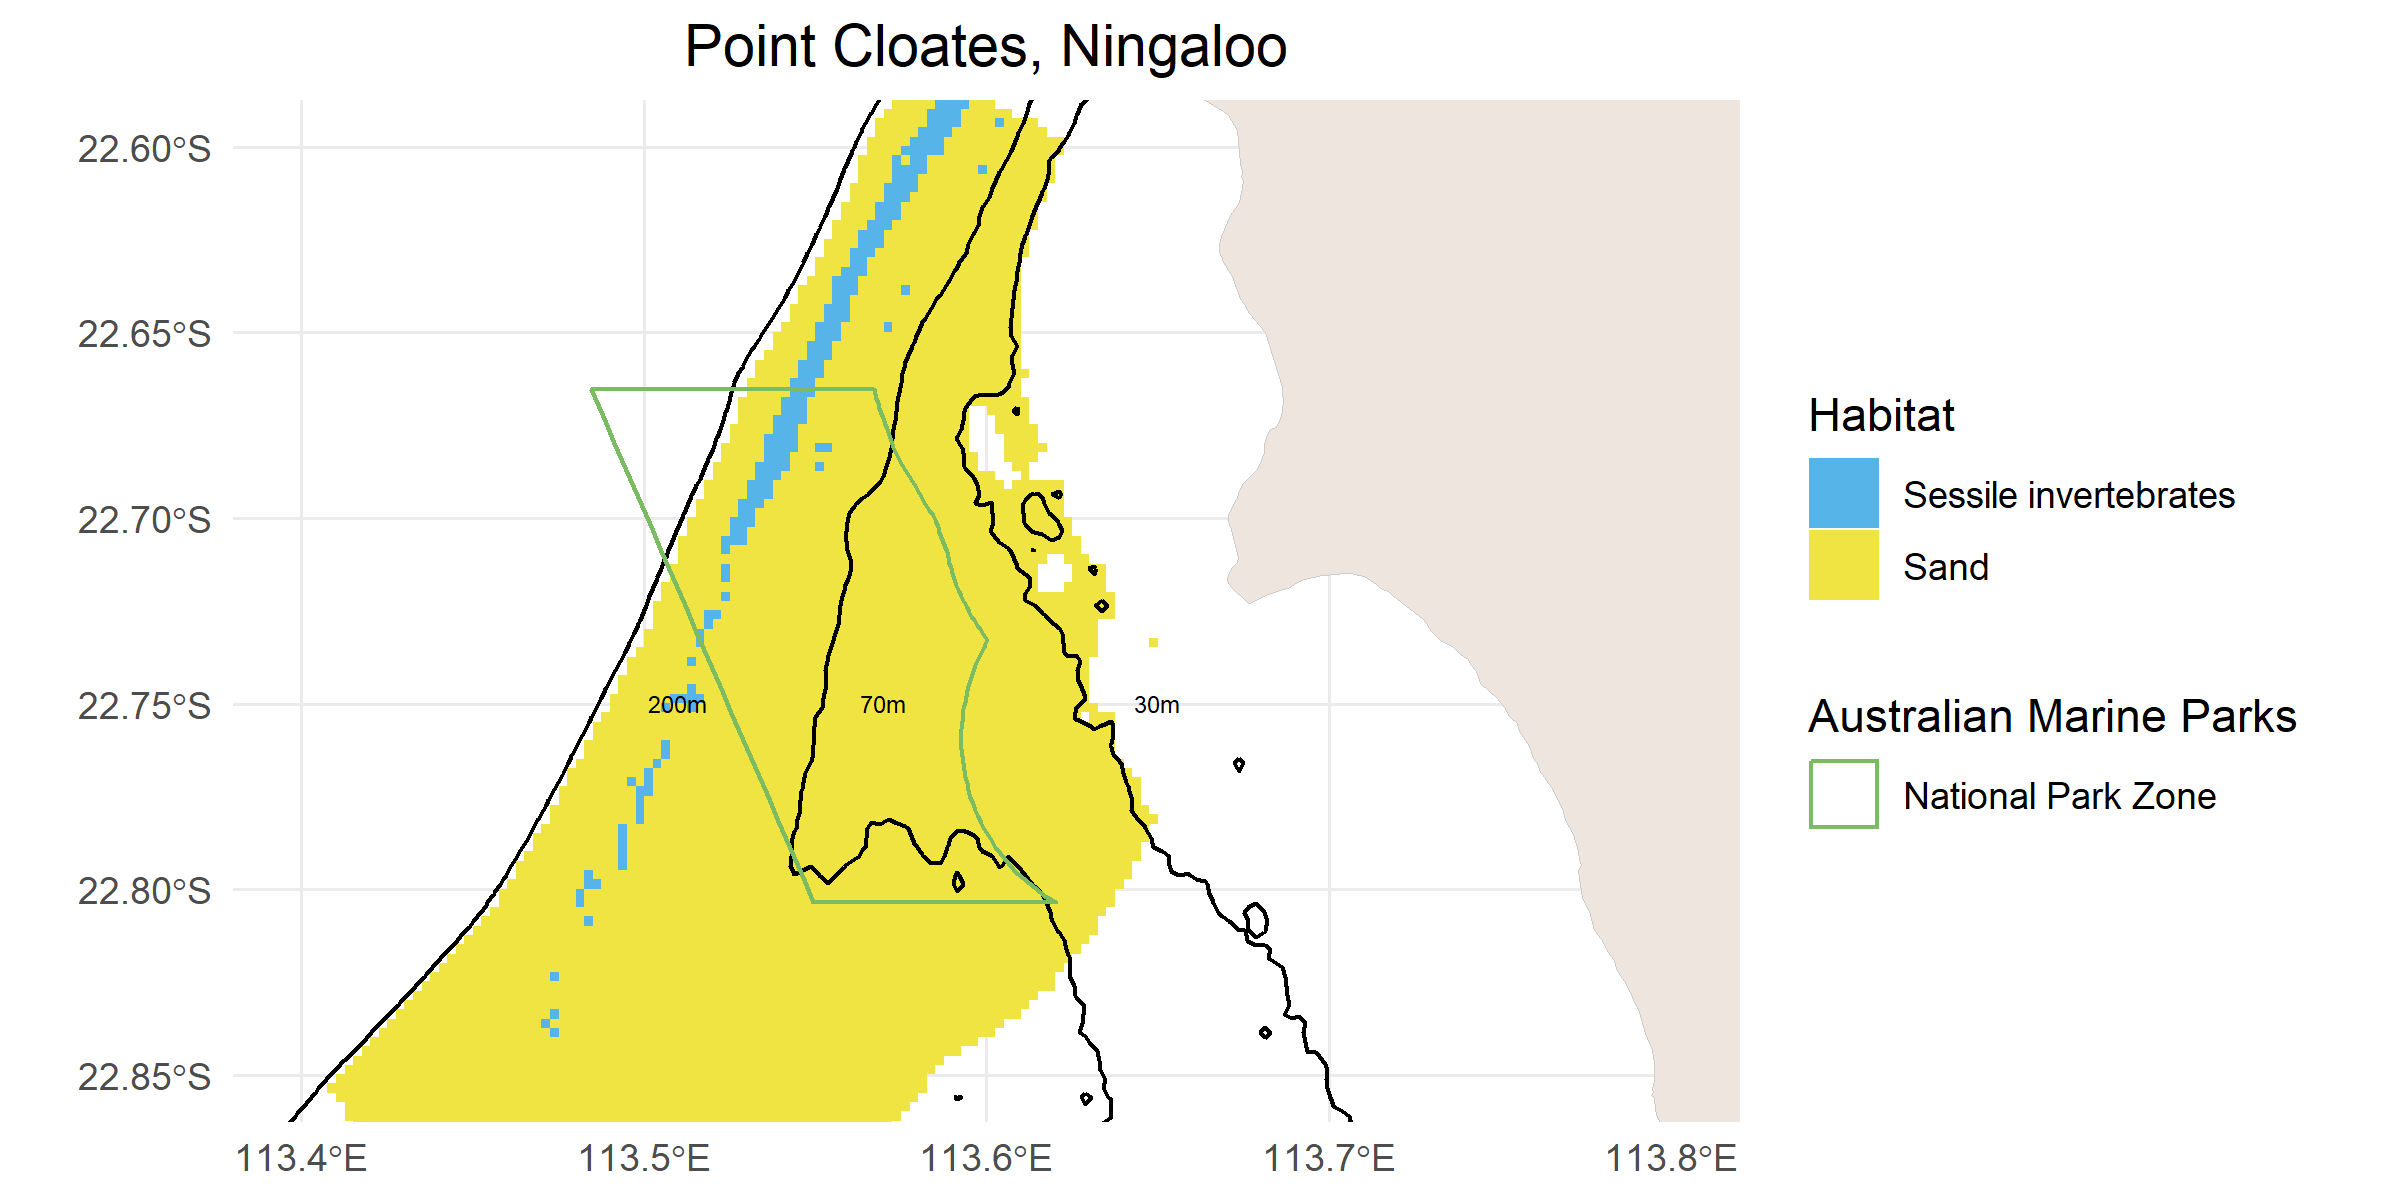 Point Cloates, Ningaloo
22.60°S
22.65°S
22.70°S
22.75°S
22.80°S
22.85°S
200m
70m
30m
113.4°E
113.5°E
113.6°E
113.7°E
113.8°E
Habitat
Sessile invertebrates
Sand
Australian Marine Parks
National Park Zone